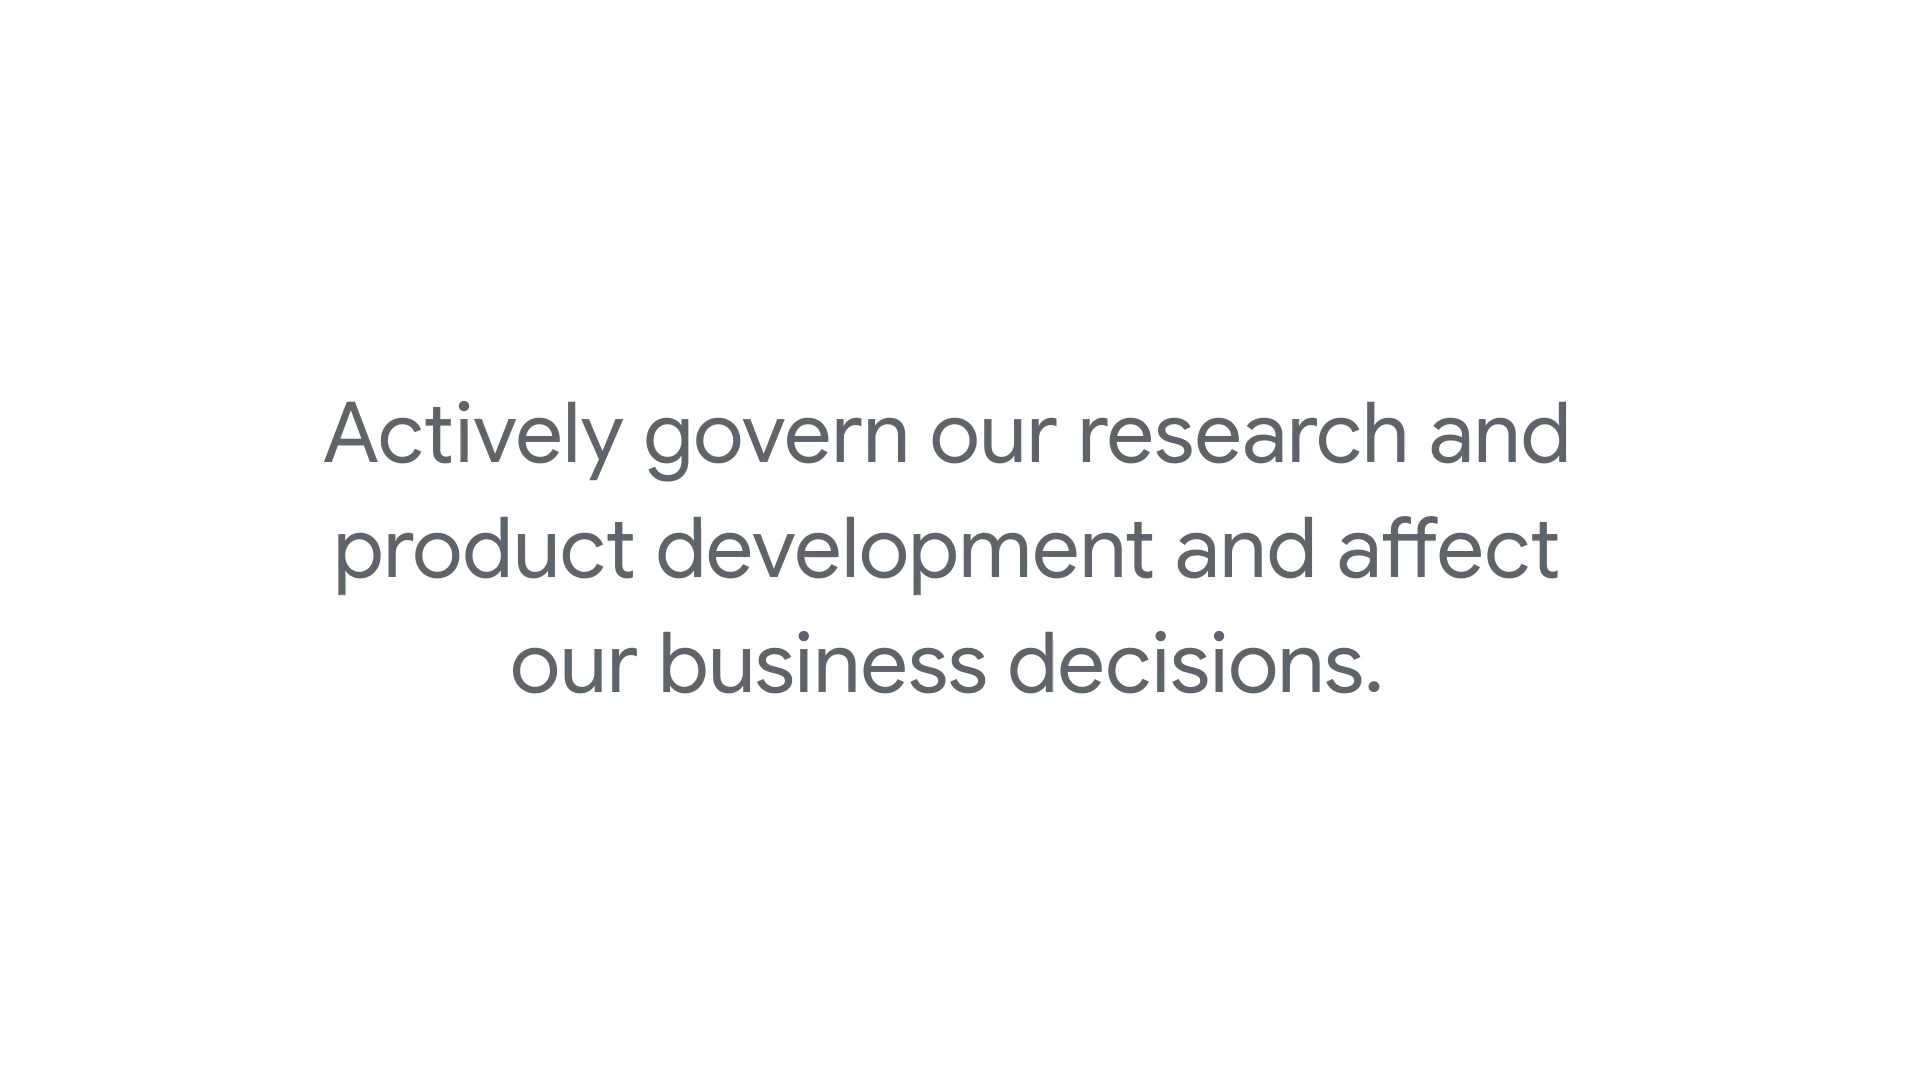 Actively govern our research and
product development and affect
our business decisions.